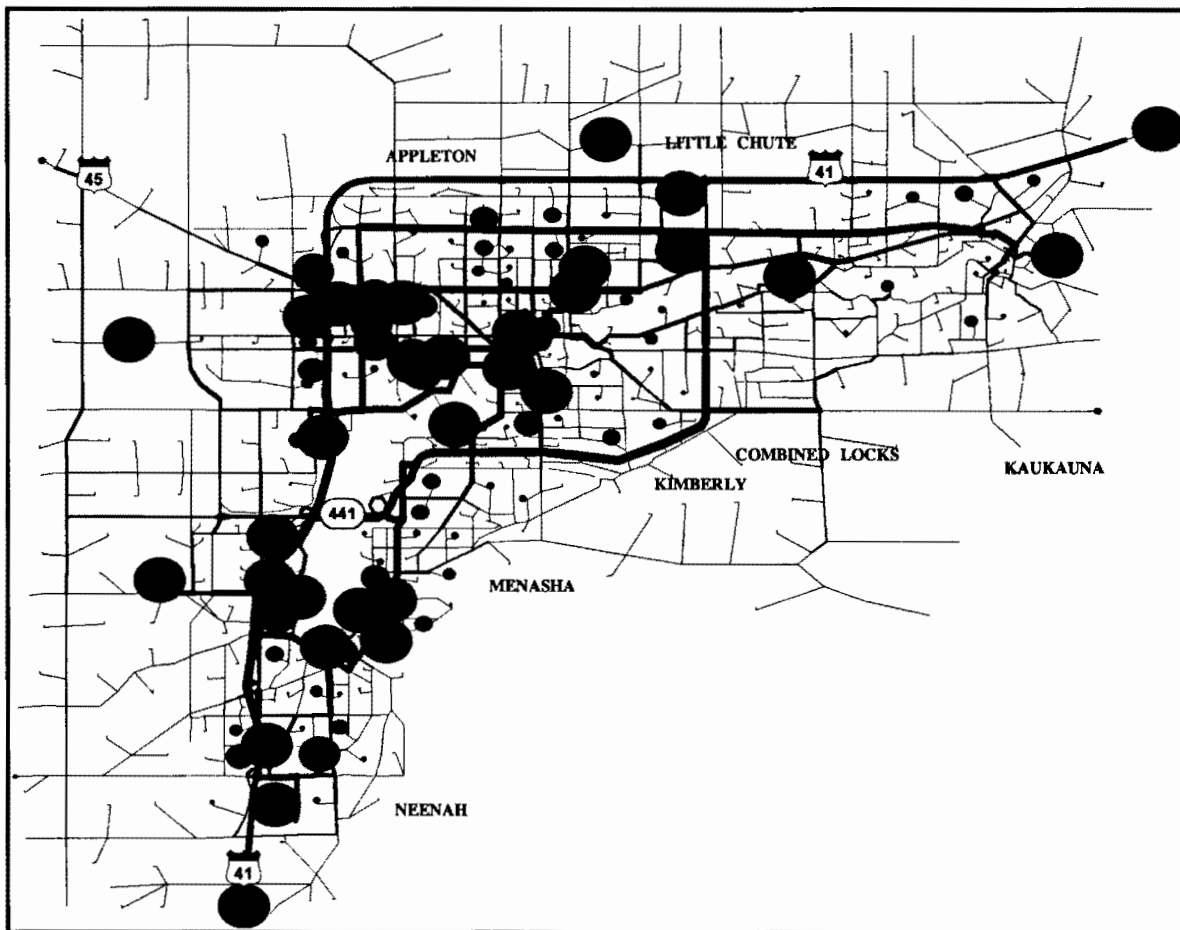 LITTLE CHUTE
APPLETON
41
45
COMBINED LOCKS
KAUKAUNA
KIMBERLY
441
MENASHA
NEENAH
41